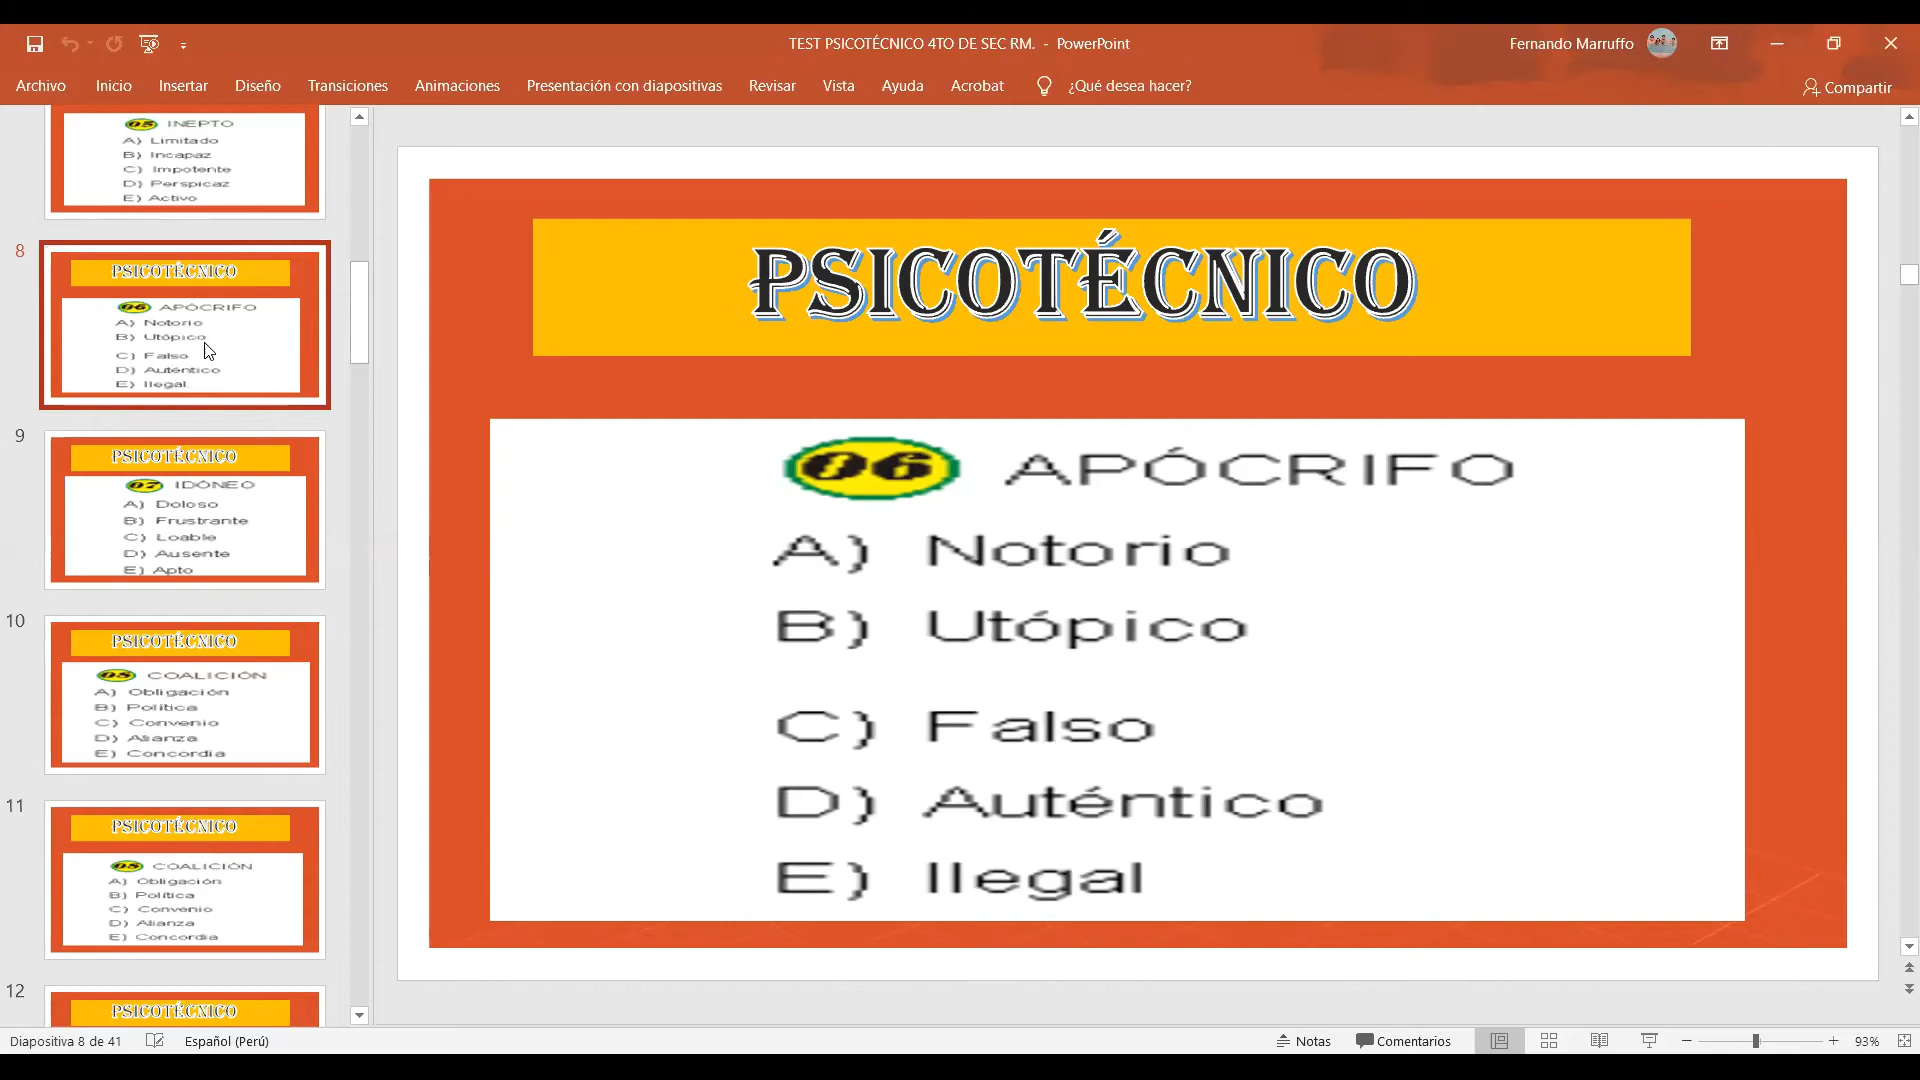 TEST PSICOTÉCNICO 4TO DE SEC RM. - PowerPoint
Fernando Marruffo
Archivo
Inicio
Insertar
Diseño
Transiciones
Animaciones
Presentación con diapositivas
Revisar
Vista
Ayuda
Acrobat
¿Qué desea hacer?
Compartir
05 INEPTO
A) Limitado
B) Incapaz
C) Impotente
D) Perspicaz
E) Activo
8
PSICOTÉCNICO
06 APÓCRIFO
A) Notorio
B) Utópico
C) Falso
D) Auténtico
E) Ilegal
9
PSICOTÉCNICO
07 IDÓNEO
A) Doloso
B) Frustrante
C) Loable
D) Ausente
E) Apto
10
PSICOTÉCNICO
08 COALICIÓN
A) Obligación
B) Política
C) Convenio
D) Alianza
E) Concordia
11
PSICOTÉCNICO
08 COALICIÓN
A) Obligación
B) Política
C) Convenio
D) Alianza
E) Concordia
12
PSICOTÉCNICO
PSICOTÉCNICO
06 APÓCRIFO
A) Notorio
B) Utópico
C) Falso
D) Auténtico
E) Ilegal
Diapositiva 8 de 41
Español (Perú)
Notas
Comentarios
93%